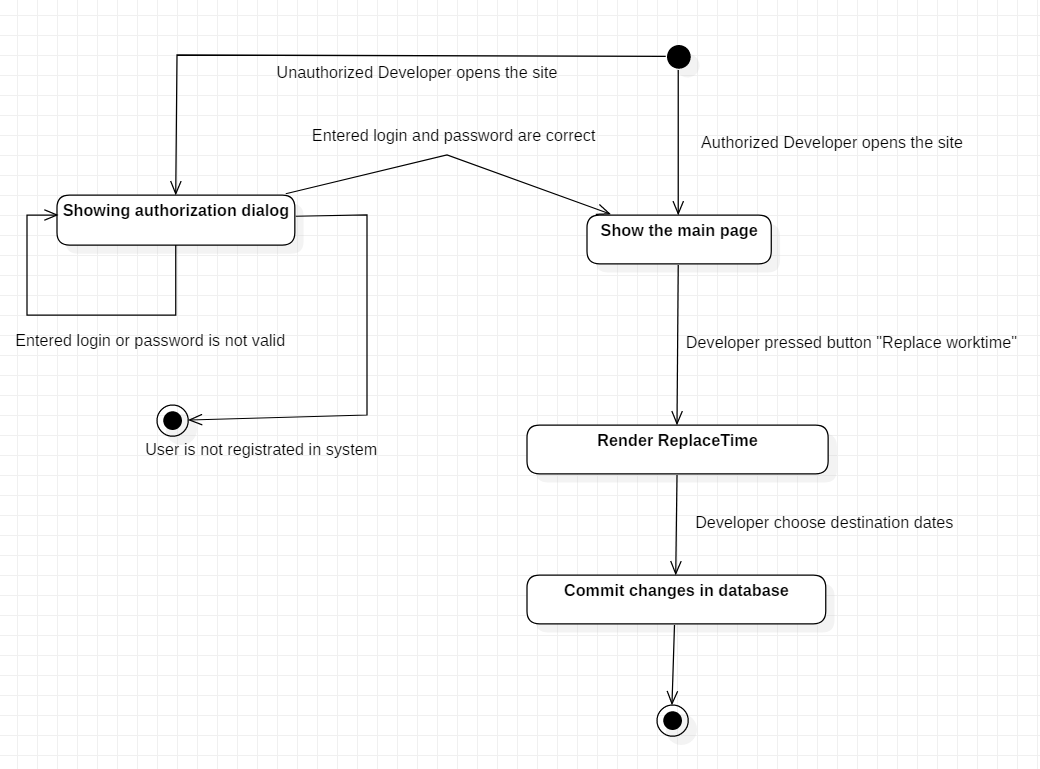 Unauthorized Developer opens the site
Entered login and password are correct
Authorized Developer opens the site
Showing authorization dialog
Show the main page
Entered login or password is not valid
Developer pressed button "Replace worktime"
User is not registrated in system
Render ReplaceTime
Developer choose destination dates
Commit changes in database